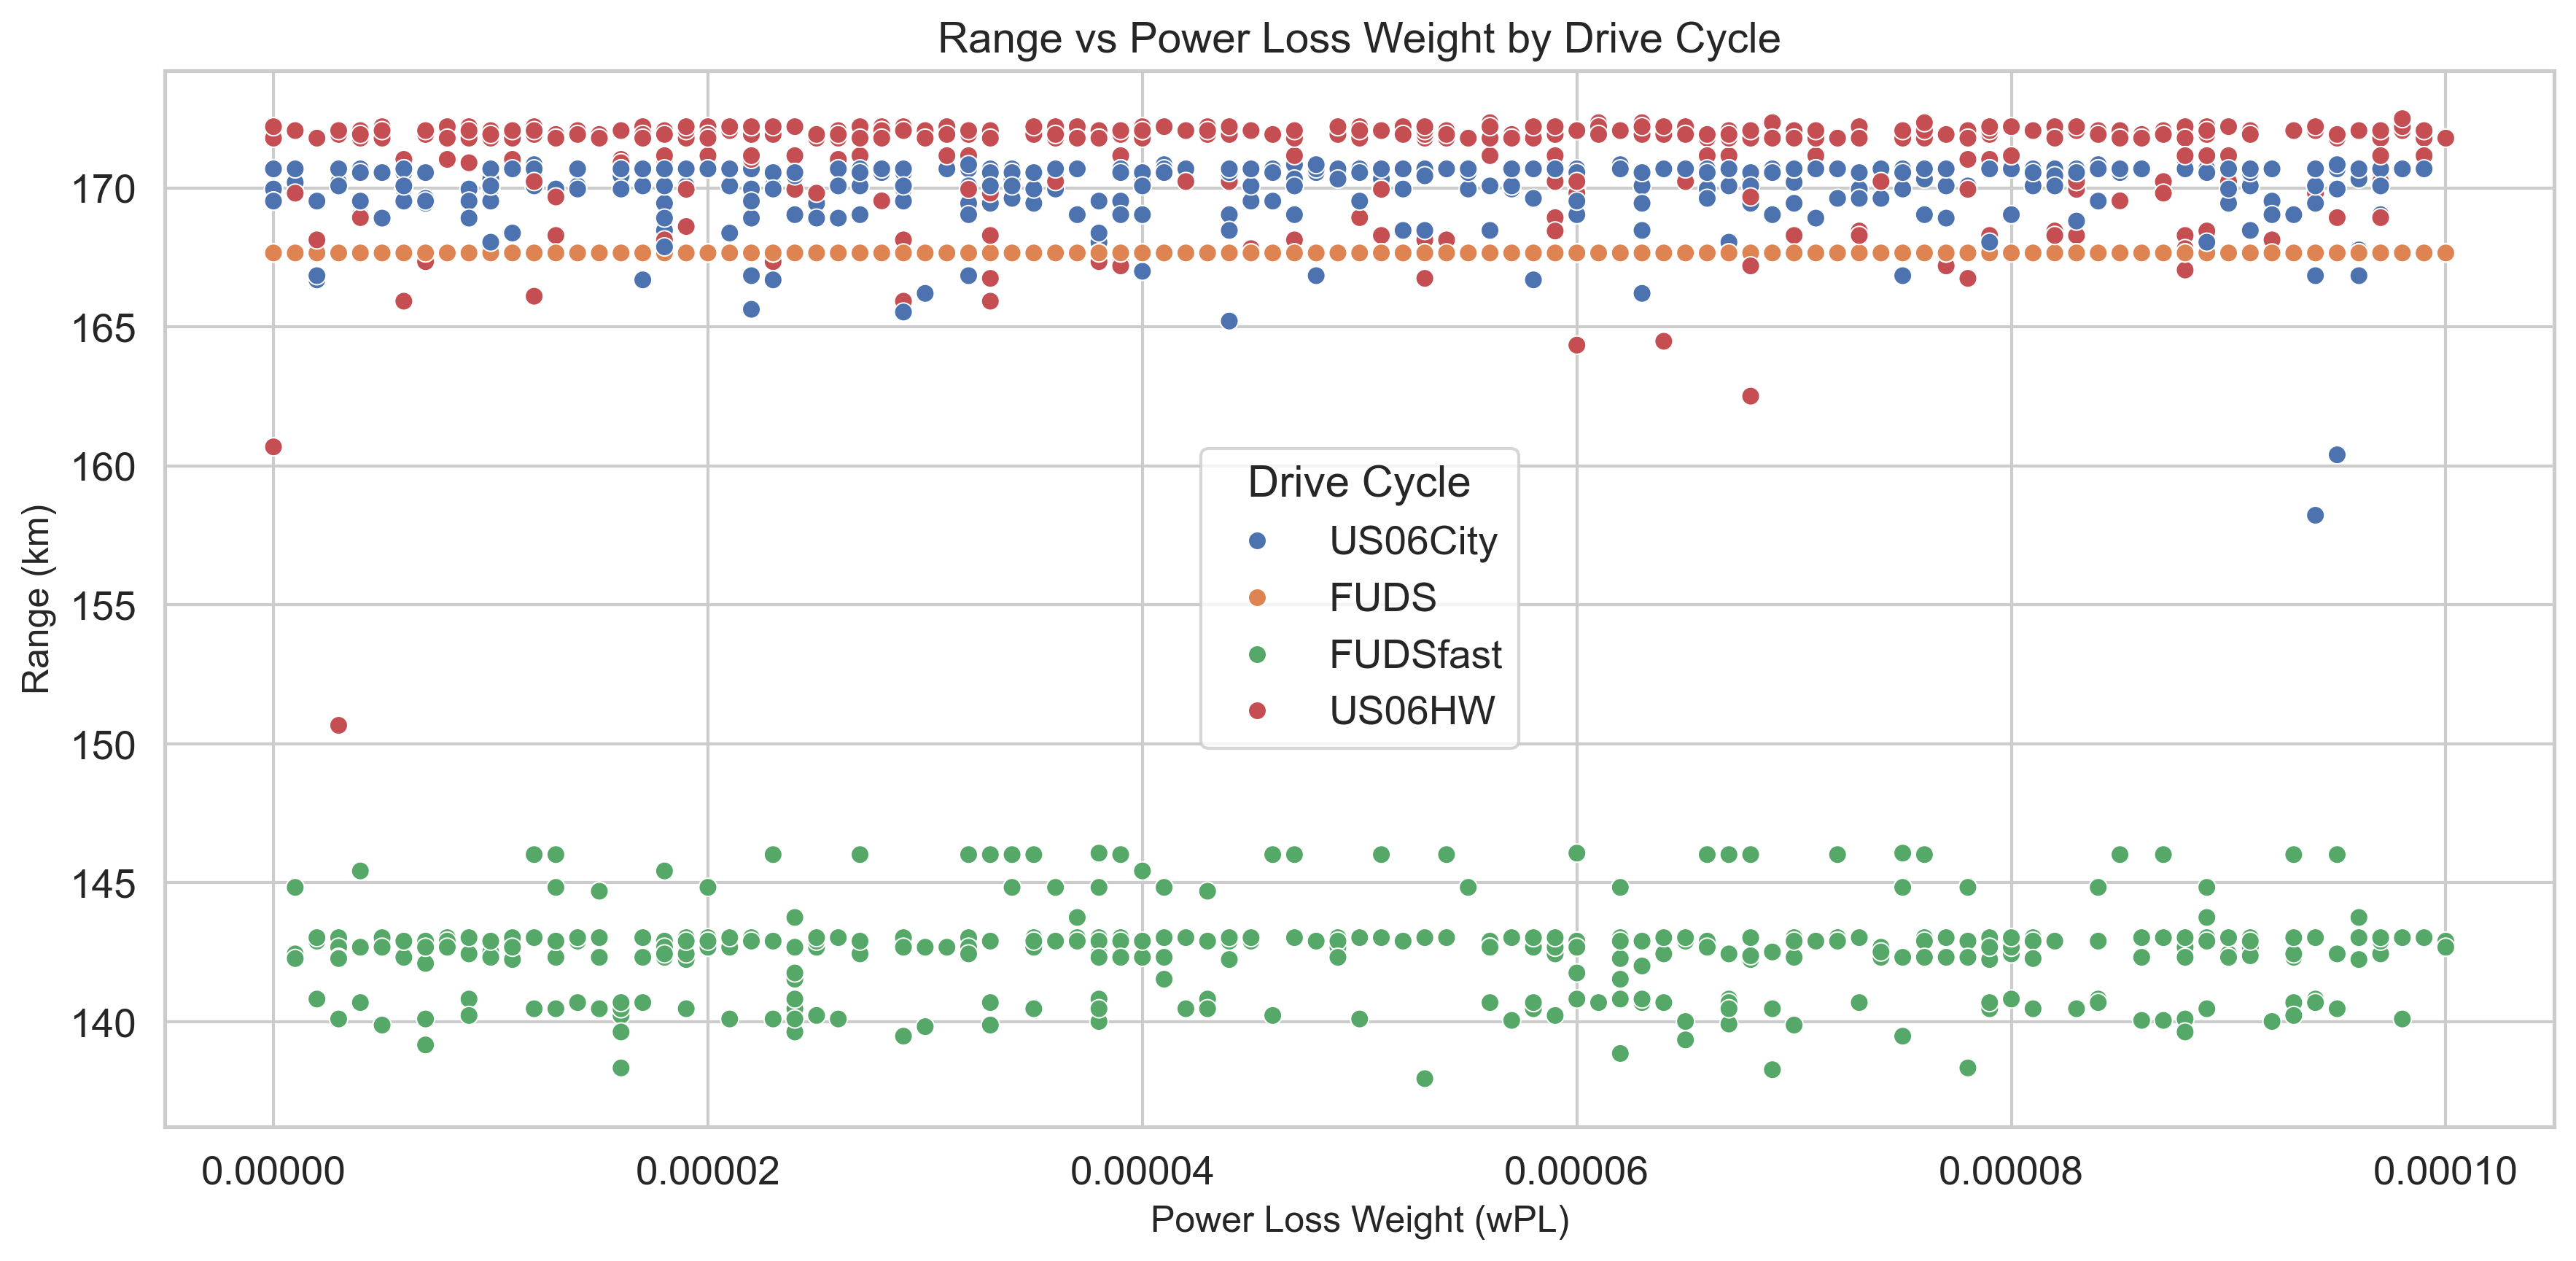 Range vs Power Loss Weight by Drive Cycle
Range (km)
170
165
160
155
150
145
140
Drive Cycle
US06City
FUDS
FUDSfast
US06HW
0.00000 0.00002 0.00004 0.00006 0.00008 0.00010
Power Loss Weight (wPL)